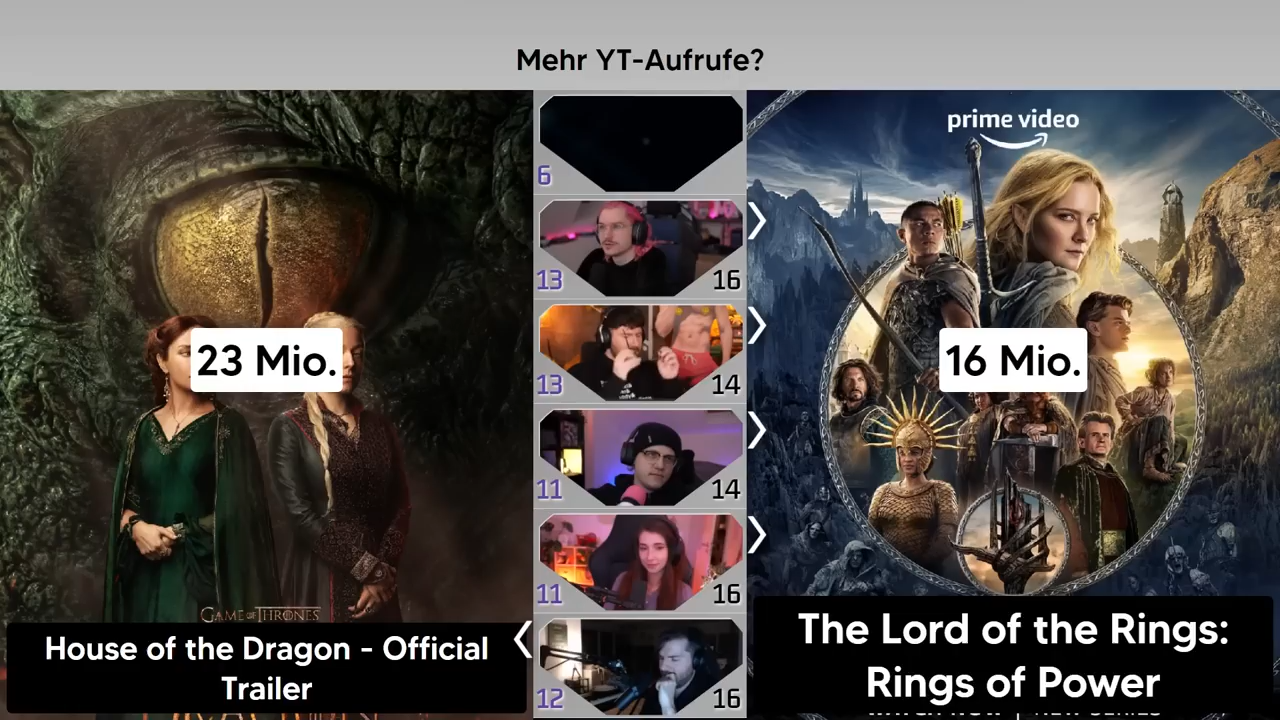 Mehr YT-Aufrufe?
prime video
6
13
16
13
14
11
14
11
16
12
16
23 Mio.
16 Mio.
GAME OF THRONES
House of the Dragon - Official
Trailer
The Lord of the Rings:
Rings of Power